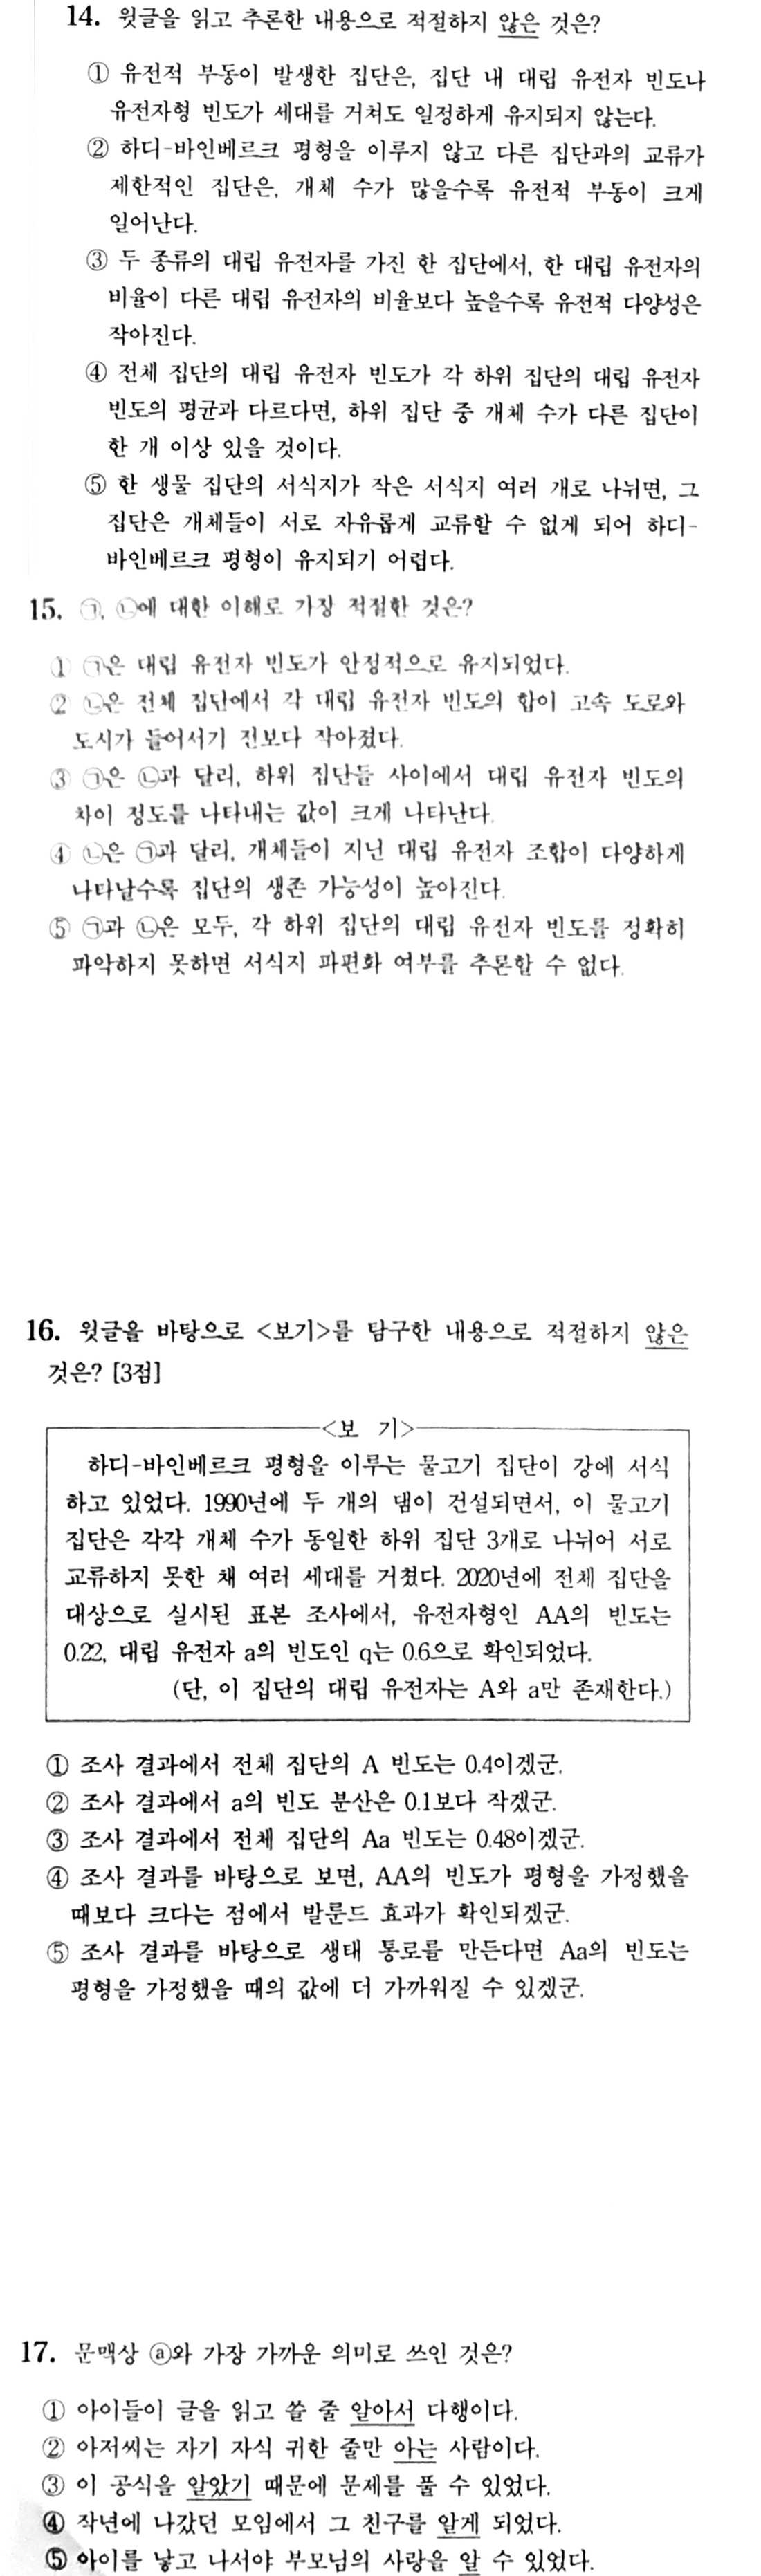 14. 윗글을 읽고 추론한 내용으로 적절하지 않은 것은?
① 유전적 부동이 발생한 집단은, 집단 내 대립 유전자 빈도나
유전자형 빈도가 세대를 거쳐도 일정하게 유지되지 않는다.
② 하디-바인베르크 평형을 이루지 않고 다른 집단과의 교류가
제한적인 집단은, 개체 수가 많을수록 유전적 부동이 크게
일어난다.
③ 두 종류의 대립 유전자를 가진 한 집단에서, 한 대립 유전자의
비율이 다른 대립 유전자의 비율보다 높을수록 유전적 다양성은
작아진다.
④ 전체 집단의 대립 유전자 빈도가 각 하위 집단의 대립 유전자
빈도의 평균과 다르다면, 하위 집단 중 개체 수가 다른 집단이
한 개 이상 있을 것이다.
⑤ 한 생물 집단의 서식지가 작은 서식지 여러 개로 나뉘면, 그
집단은 개체들이 서로 자유롭게 교류할 수 없게 되어 하디-
바인베르크 평형이 유지되기 어렵다.
15. ㉠, ㉡에 대한 이해로 가장 적절한 것은?
① ㉠은 대립 유전자 빈도가 안정적으로 유지되었다.
② ㉡은 전체 집단에서 각 대립 유전자 빈도의 합이 고속 도로와
도시가 들어서기 전보다 작아졌다.
③ ㉠은 ㉡과 달리, 하위 집단들 사이에서 대립 유전자 빈도의
차이 정도를 나타내는 값이 크게 나타난다.
④ ㉡은 ㉠과 달리, 개체들이 지닌 대립 유전자 조합이 다양하게
나타날수록 집단의 생존 가능성이 높아진다.
⑤ ㉠과 ㉡은 모두, 각 하위 집단의 대립 유전자 빈도를 정확히
파악하지 못하면 서식지 파편화 여부를 추론할 수 없다.
16. 윗글을 바탕으로 <보기>를 탐구한 내용으로 적절하지 않은
것은? [3점]
<보 기>
하디-바인베르크 평형을 이루는 물고기 집단이 강에 서식
하고 있었다. 1990년에 두 개의 댐이 건설되면서, 이 물고기
집단은 각각 개체 수가 동일한 하위 집단 3개로 나뉘어 서로
교류하지 못한 채 여러 세대를 거쳤다. 2020년에 전체 집단을
대상으로 실시된 표본 조사에서, 유전자형인 AA의 빈도는
0.22, 대립 유전자 a의 빈도인 q는 0.6으로 확인되었다.
(단, 이 집단의 대립 유전자는 A와 a만 존재한다.)
① 조사 결과에서 전체 집단의 A 빈도는 0.4이겠군.
② 조사 결과에서 a의 빈도 분산은 0.1보다 작겠군.
③ 조사 결과에서 전체 집단의 Aa 빈도는 0.48이겠군.
④ 조사 결과를 바탕으로 보면, AA의 빈도가 평형을 가정했을
때보다 크다는 점에서 발룬드 효과가 확인되겠군.
⑤ 조사 결과를 바탕으로 생태 통로를 만든다면 Aa의 빈도는
평형을 가정했을 때의 값에 더 가까워질 수 있겠군.
17. 문맥상 ⓐ와 가장 가까운 의미로 쓰인 것은?
① 아이들이 글을 읽고 쓸 줄 알아서 다행이다.
② 아저씨는 자기 자식 귀한 줄만 아는 사람이다.
③ 이 공식을 알았기 때문에 문제를 풀 수 있었다.
④ 작년에 나갔던 모임에서 그 친구를 알게 되었다.
⑤ 아이를 낳고 나서야 부모님의 사랑을 알 수 있었다.